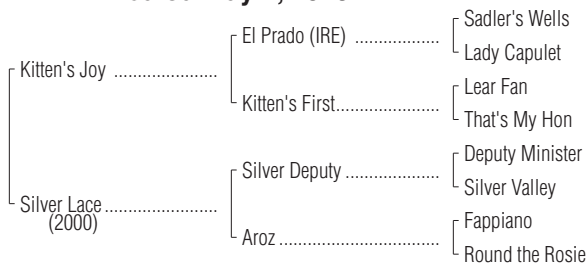 El Prado (IRE) ....................
Sadler's Wells
Lady Capulet
Kitten's Joy ........................
Kitten's First........................
Lear Fan
That's My Hon
Silver Deputy ......................
Deputy Minister
Silver Valley
Silver Lace ..........................
(2000)
Aroz .....................................
Fappiano
Round the Rosie